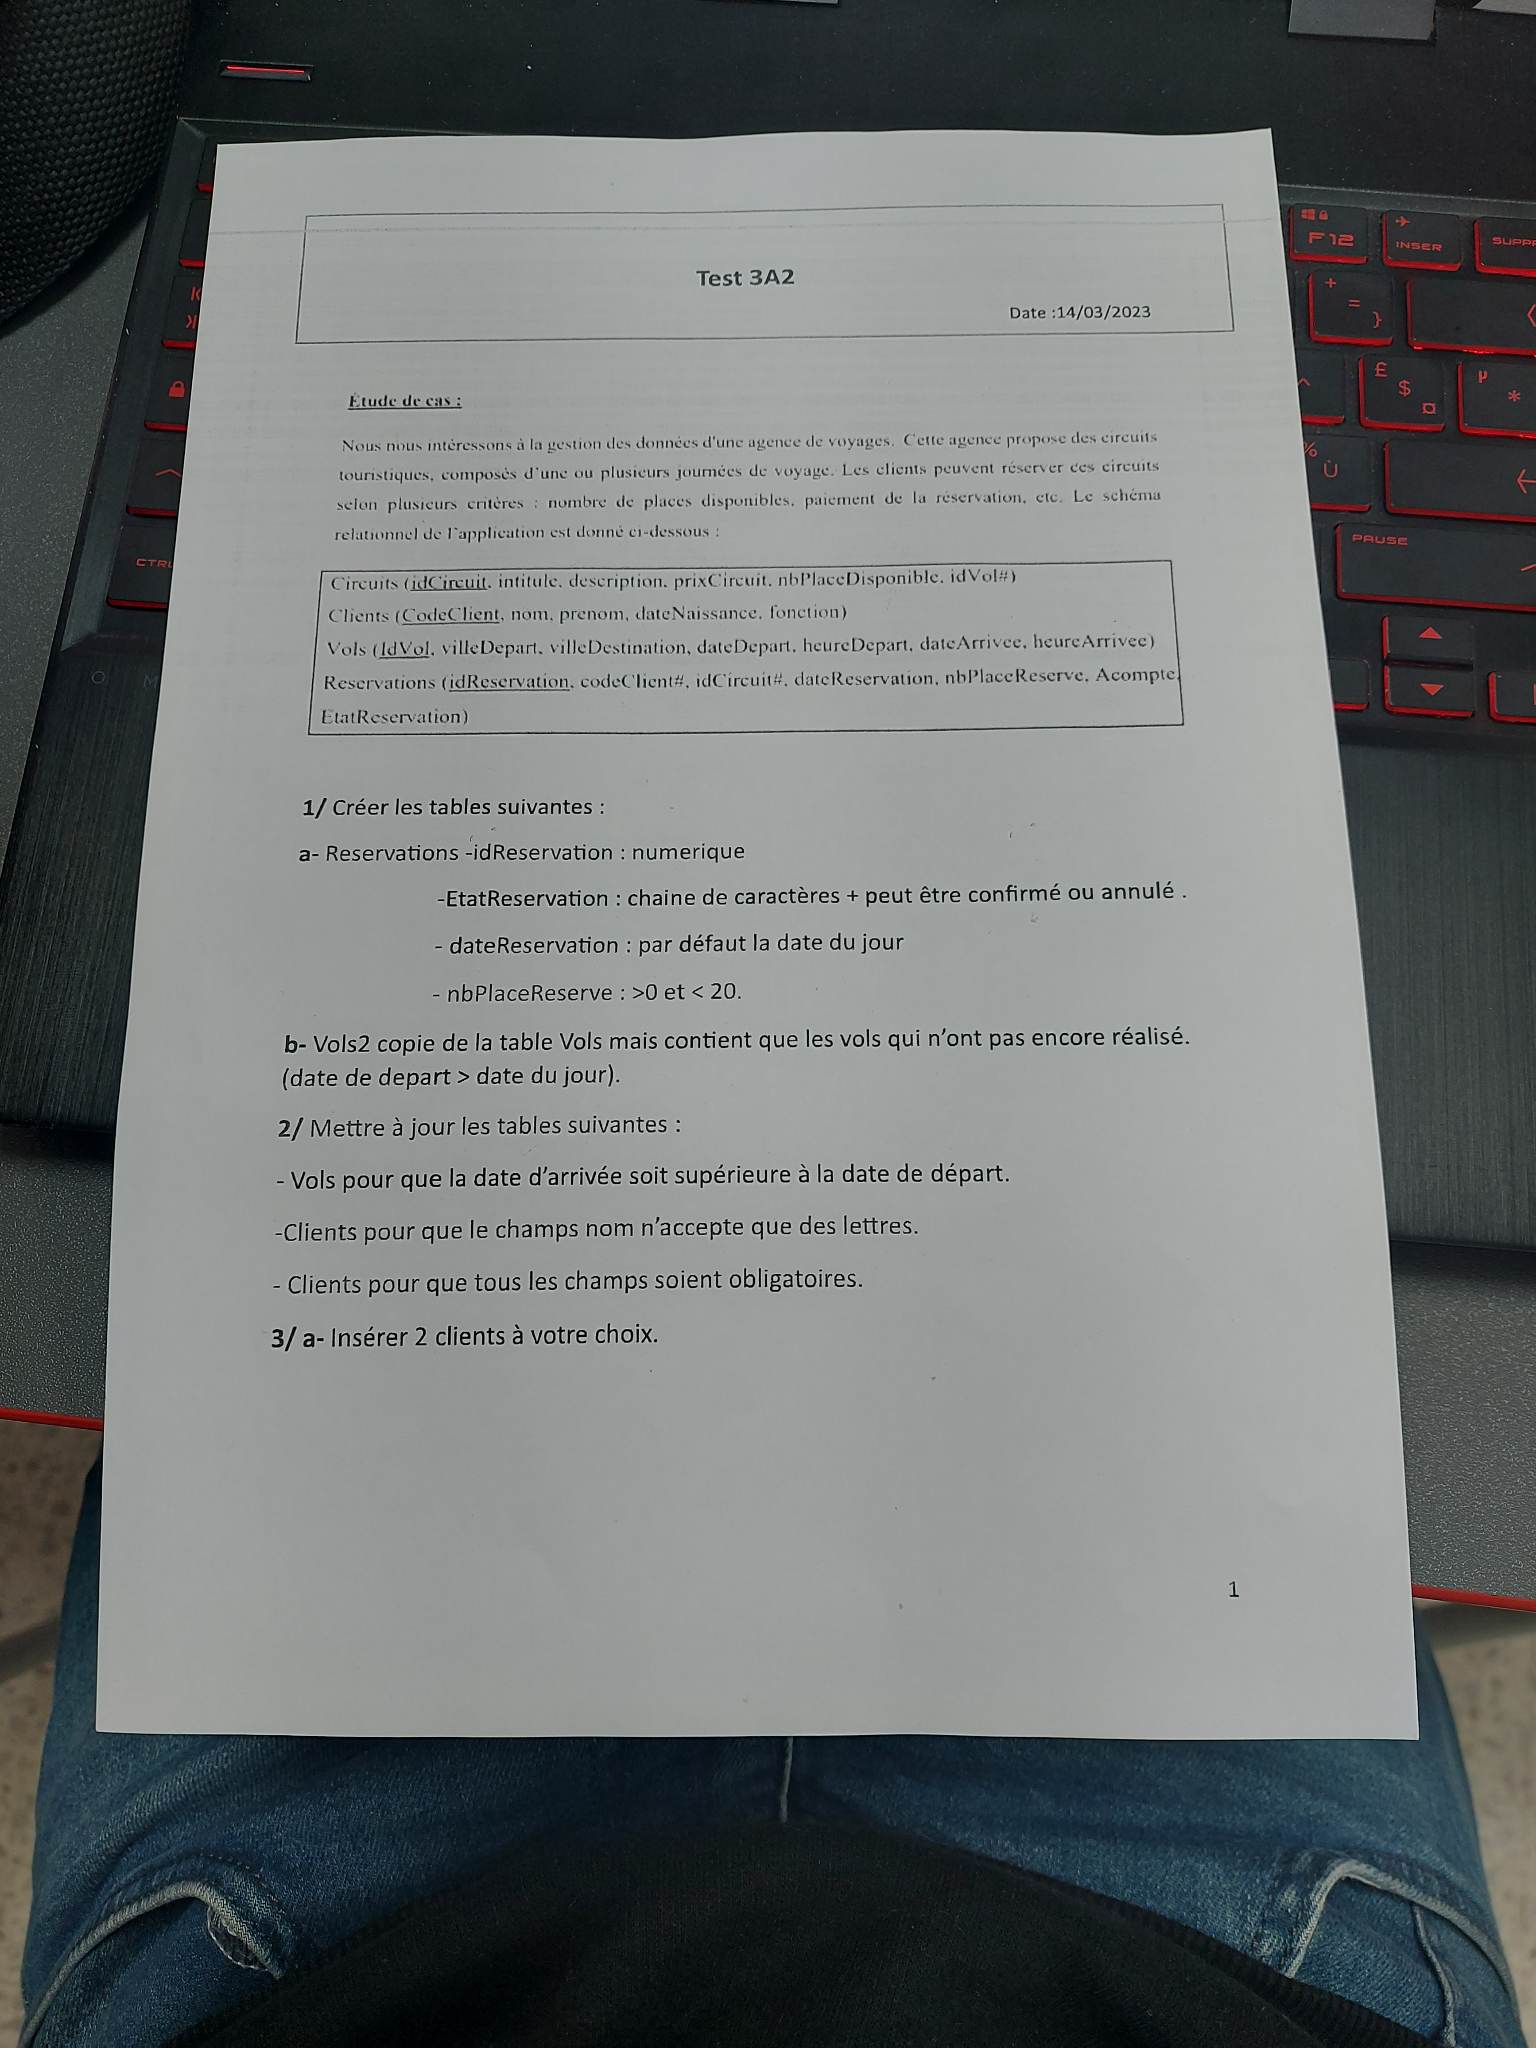 Test 3A2
Date :14/03/2023
Étude de cas :
Nous nous intéressons à la gestion des données d'une agence de voyages. Cette agence propose des circuits
touristiques, composés d'une ou plusieurs journées de voyage. Les clients peuvent réserver ces circuits
selon plusieurs critères : nombre de places disponibles, paiement de la réservation, etc. Le schéma
relationnel de l'application est donné ci-dessous :
Circuits (idCircuit, intitule, description, prixCircuit, nbPlaceDisponible, idVol#)
Clients (CodeClient, nom, prenom, dateNaissance, fonction)
Vols (IdVol, villeDepart, villeDestination, dateDepart, heureDepart, dateArrivee, heureArrivee)
Reservations (idReservation, codeClient#, idCircuit#, dateReservation, nbPlaceReserve, Acompte,
EtatReservation)
1/ Créer les tables suivantes :
a- Reservations -idReservation : numerique
-EtatReservation : chaine de caractères + peut être confirmé ou annulé .
- dateReservation : par défaut la date du jour
- nbPlaceReserve : >0 et < 20.
b- Vols2 copie de la table Vols mais contient que les vols qui n'ont pas encore réalisé.
(date de depart > date du jour).
2/ Mettre à jour les tables suivantes :
- Vols pour que la date d'arrivée soit supérieure à la date de départ.
-Clients pour que le champs nom n'accepte que des lettres.
- Clients pour que tous les champs soient obligatoires.
3/ a- Insérer 2 clients à votre choix.
1
F12
INSER
SUPP
+
=
}
£
$
¤
µ
*
%
Ù
PAUSE
CTRL